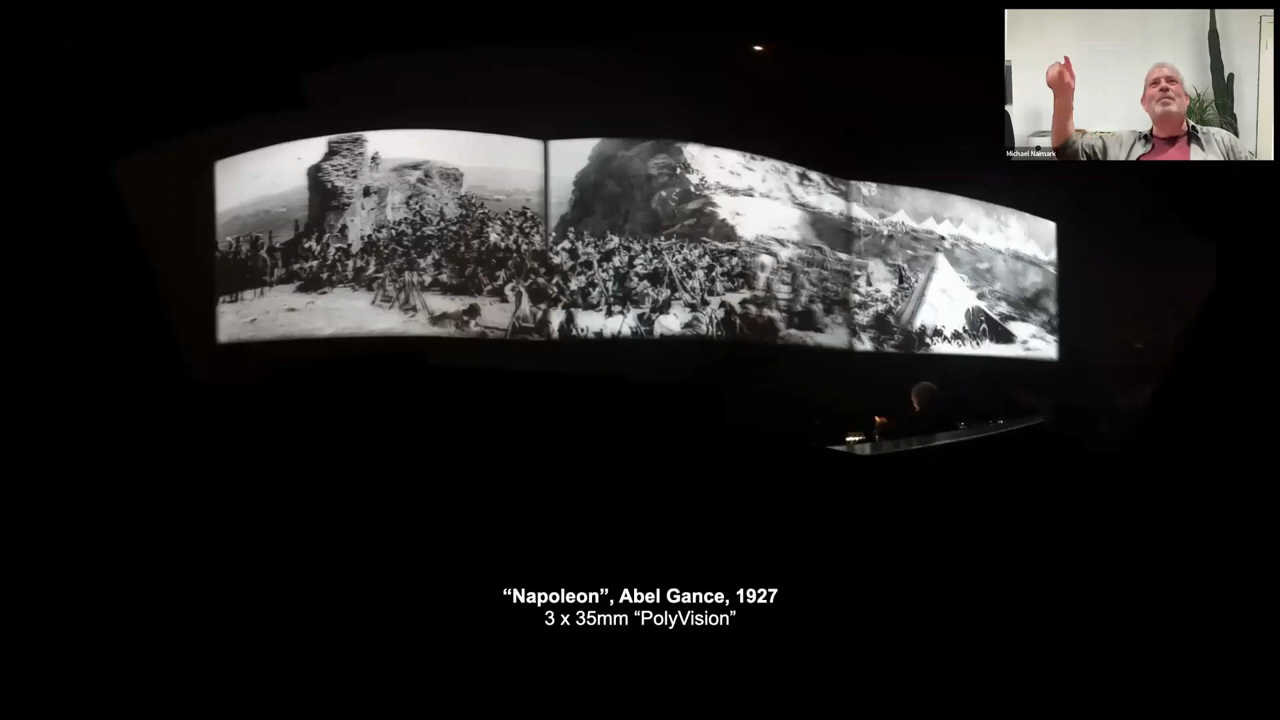 Michael Naimark
“Napoleon”, Abel Gance, 1927
3 x 35mm “PolyVision”